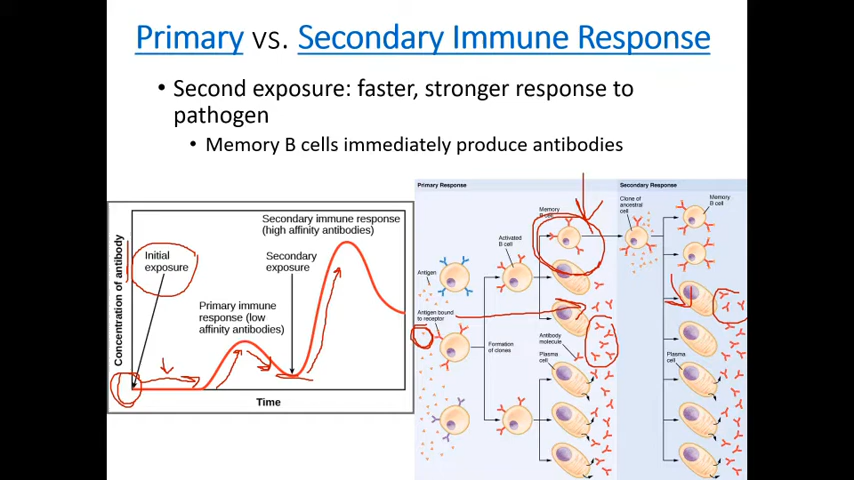 Primary vs. Secondary Immune Response
• Second exposure: faster, stronger response to
pathogen
• Memory B cells immediately produce antibodies
Concentration of antibody
Initial
exposure
Primary immune
response (low
affinity antibodies)
Secondary immune response
(high affinity antibodies)
Secondary
exposure
Time
Primary Response
Antigen
Antigen bound
to receptor
Activated
B cell
Formation
of clones
Memory
B cell
Antibody
molecule
Plasma
cell
Secondary Response
Clone of
ancestral
cell
Memory
B cell
Plasma
cell